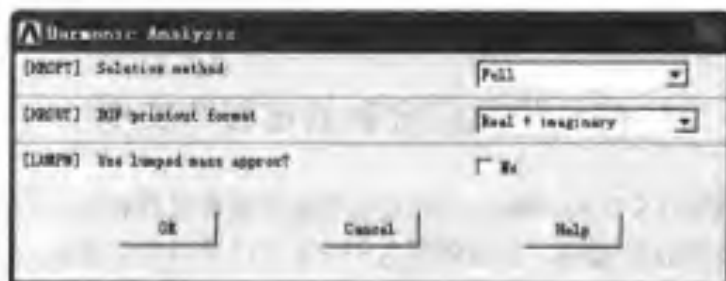 Harmonic Analysis
[HROPT] Solution method Full
[HROUT] DOF printout format Real + imaginary
[LUMPM] Use lumped mass approx? No
OK Cancel Help